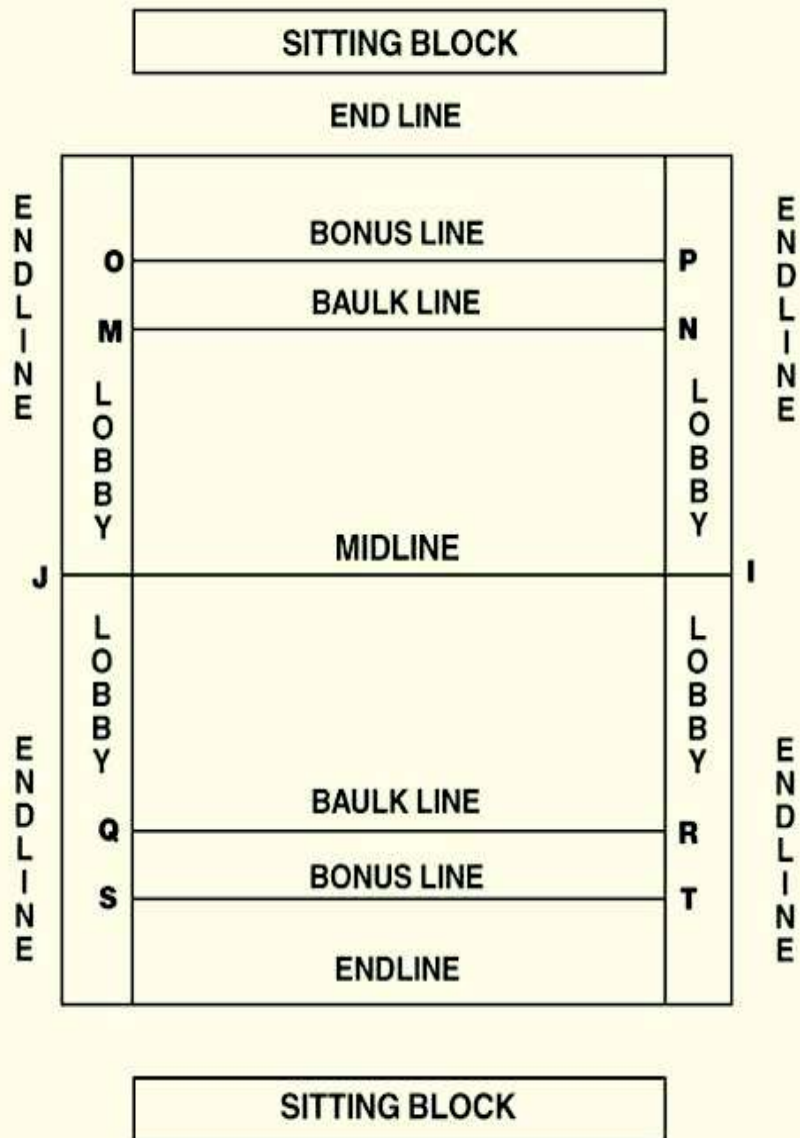 SITTING BLOCK
END LINE
ENDLINE
ENDLINE
BONUS LINE
O
P
BAULK LINE
M
N
LOBBY
LOBBY
MIDLINE
J
I
LOBBY
LOBBY
ENDLINE
ENDLINE
BAULK LINE
Q
R
BONUS LINE
S
T
ENDLINE
SITTING BLOCK